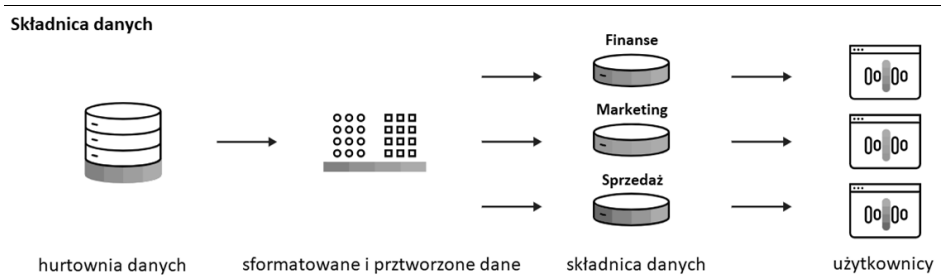 Składnica danych
Finanse
Marketing
Sprzedaż
hurtownia danych
sformatowane i prztworzone dane
składnica danych
użytkownicy